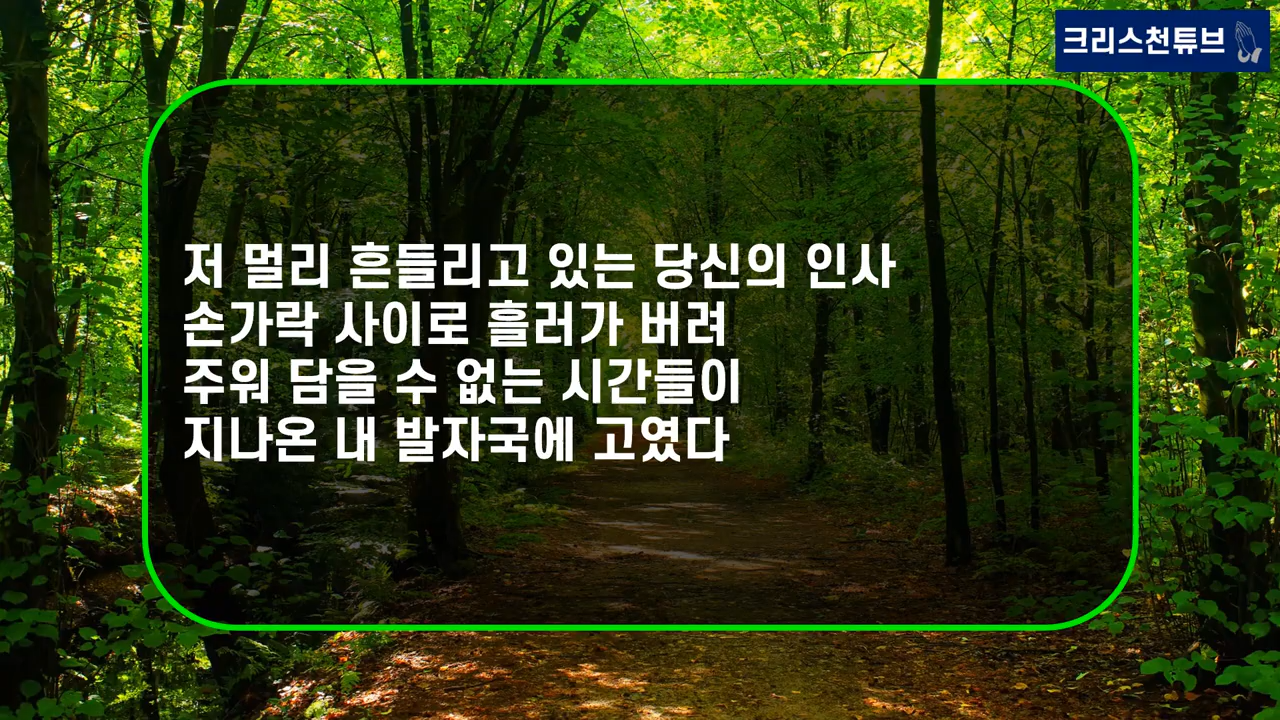 크리스천튜브
저 멀리 흔들리고 있는 당신의 인사
손가락 사이로 흘러가 버려
주워 담을 수 없는 시간들이
지나온 내 발자국에 고였다